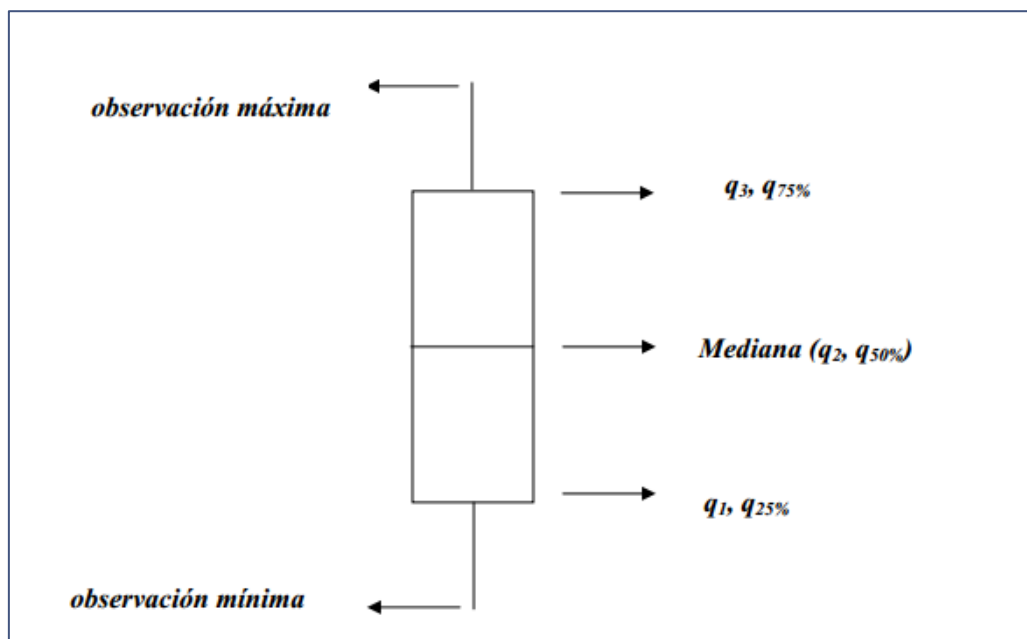 observación máxima
q3, q75%
Mediana (q2, q50%)
q1, q25%
observación mínima